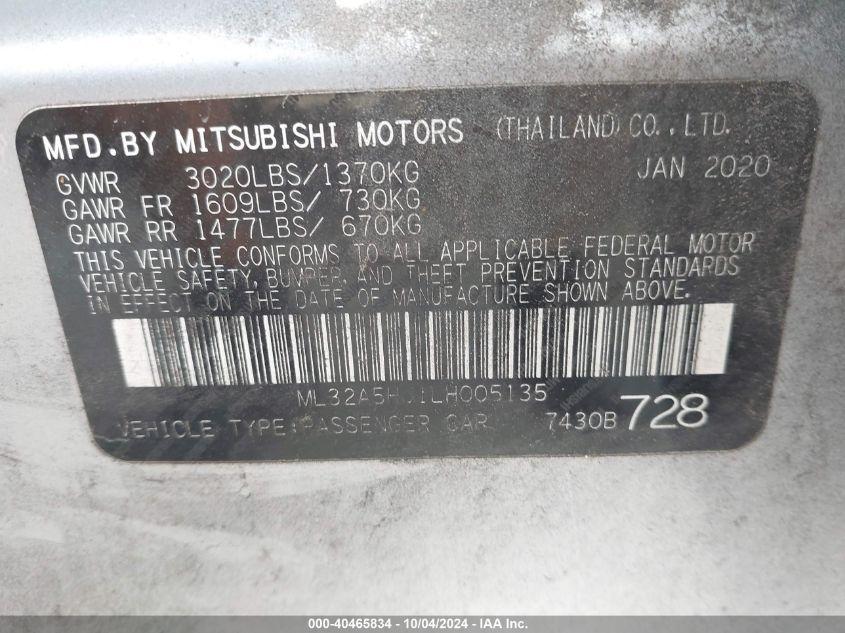 MFD.BY MITSUBISHI MOTORS (THAILAND) CO.,LTD.
GVWR 3020LBS/1370KG JAN 2020
GAWR FR 1609LBS/ 730KG
GAWR RR 1477LBS/ 670KG
THIS VEHICLE CONFORMS TO ALL APPLICABLE FEDERAL MOTOR
VEHICLE SAFETY, BUMPER, AND THEFT PREVENTION STANDARDS
IN EFFECT ON THE DATE OF MANUFACTURE SHOWN ABOVE.
VEHICLE TYPE:PASSENGER CAR 7430B 728
000-40465834 - 10/04/2024 - IAA Inc.